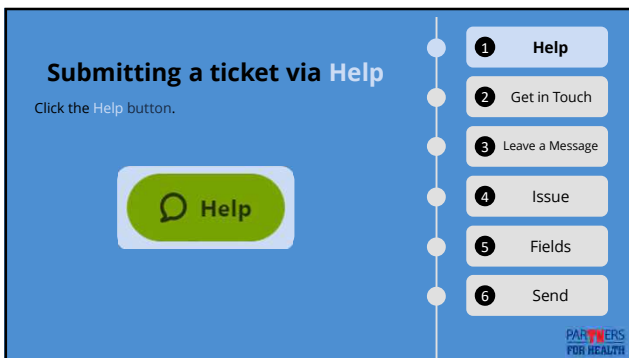 Submitting a ticket via Help
Click the Help button.
Help
1 Help
2 Get in Touch
3 Leave a Message
4 Issue
5 Fields
6 Send
PARTNERS
FOR HEALTH